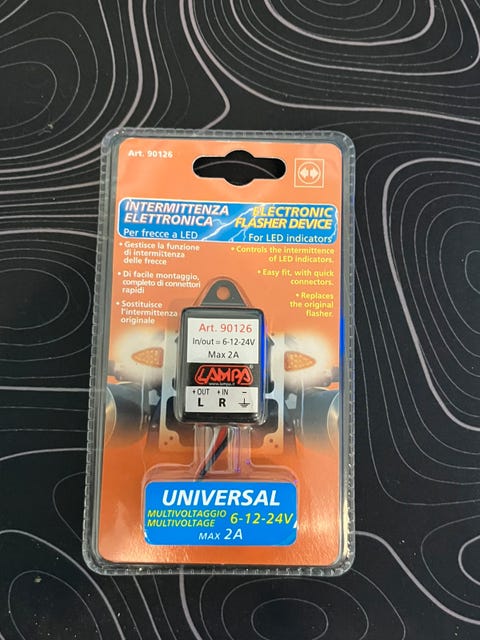 Art. 90126
INTERMITTENZA
ELETTRONICA
Per frecce a LED
ELECTRONIC
FLASHER DEVICE
For LED indicators
• Gestisce la funzione
di intermittenza
delle frecce
• Di facile montaggio,
completo di connettori
rapidi
• Sostituisce
l'intermittenza
originale
• Controls the intermittence
of LED indicators.
• Easy fit, with quick
connectors.
• Replaces
the original
flasher.
Art. 90126
In/out = 6-12-24V
Max 2A
LAMPA
www.lampa.it
+ OUT + IN –
L R
UNIVERSAL
MULTIVOLTAGGIO
MULTIVOLTAGE 6-12-24V
MAX 2A